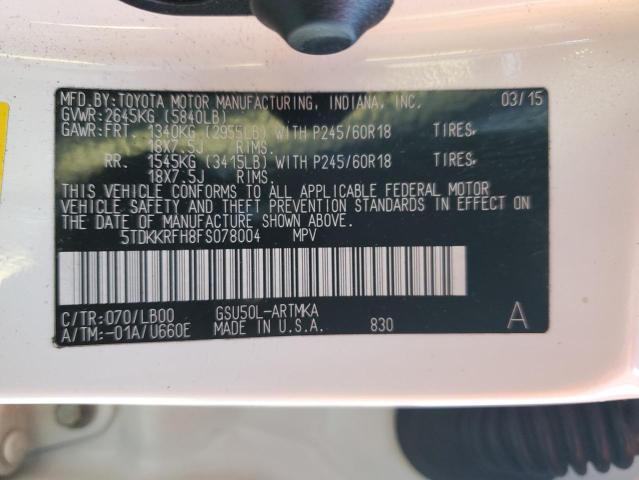 MFD.BY:TOYOTA MOTOR MANUFACTURING, INDIANA, INC. 03/15
GVWR:2645KG (5840LB)
GAWR:FRT. 1340KG (2955LB) WITH P245/60R18 TIRES,
18X7.5J RIMS.
RR. 1545KG (3415LB) WITH P245/60R18 TIRES,
18X7.5J RIMS.
THIS VEHICLE CONFORMS TO ALL APPLICABLE FEDERAL MOTOR
VEHICLE SAFETY AND THEFT PREVENTION STANDARDS IN EFFECT ON
THE DATE OF MANUFACTURE SHOWN ABOVE.
5TDKKRFH8FS078004 MPV
C/TR:070/LB00 GSU50L-ARTMKA
A/TM:-01A/U660E MADE IN U.S.A. 830 A